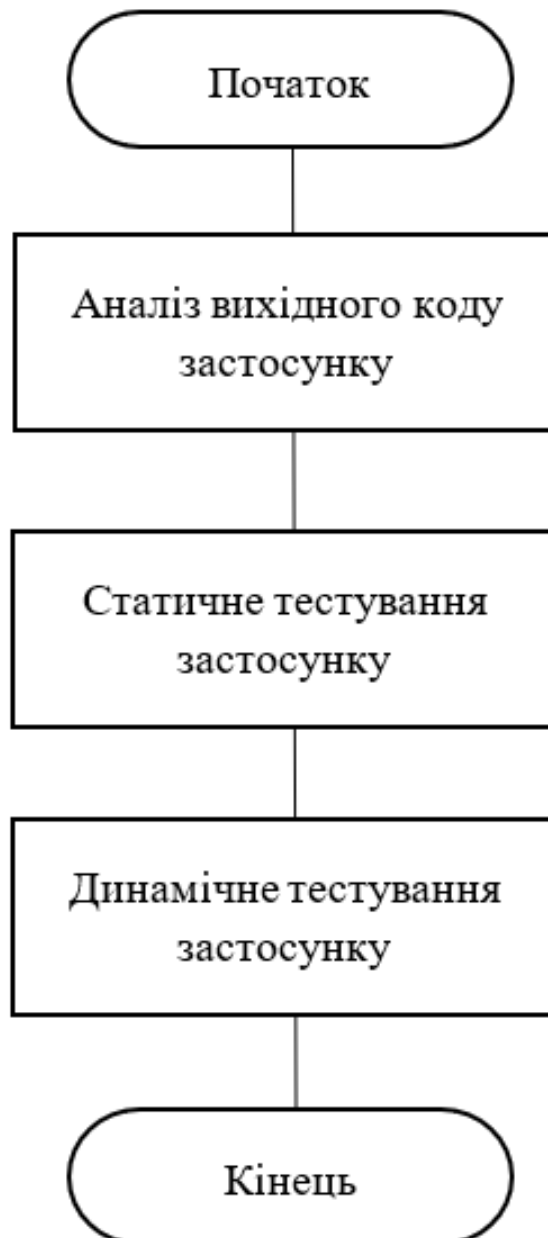 Початок
Аналіз вихідного коду
застосунку
Статичне тестування
застосунку
Динамічне тестування
застосунку
Кінець